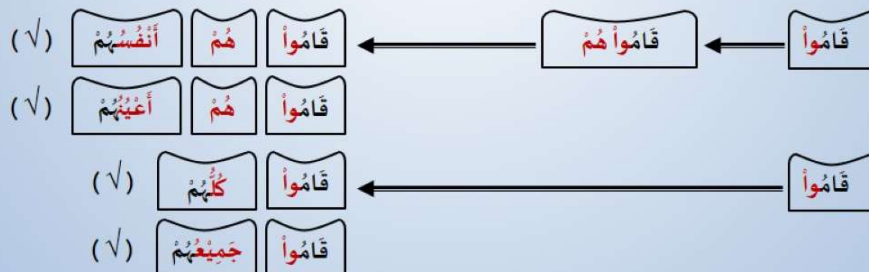 قَامُواْ قَامُواْ هُمْ قَامُواْ هُمْ أَنْفُسُهُمْ (√)
قَامُواْ هُمْ أَعْيُنُهُمْ (√)
قَامُواْ قَامُواْ كُلُّهُمْ (√)
قَامُواْ جَمِيْعُهُمْ (√)